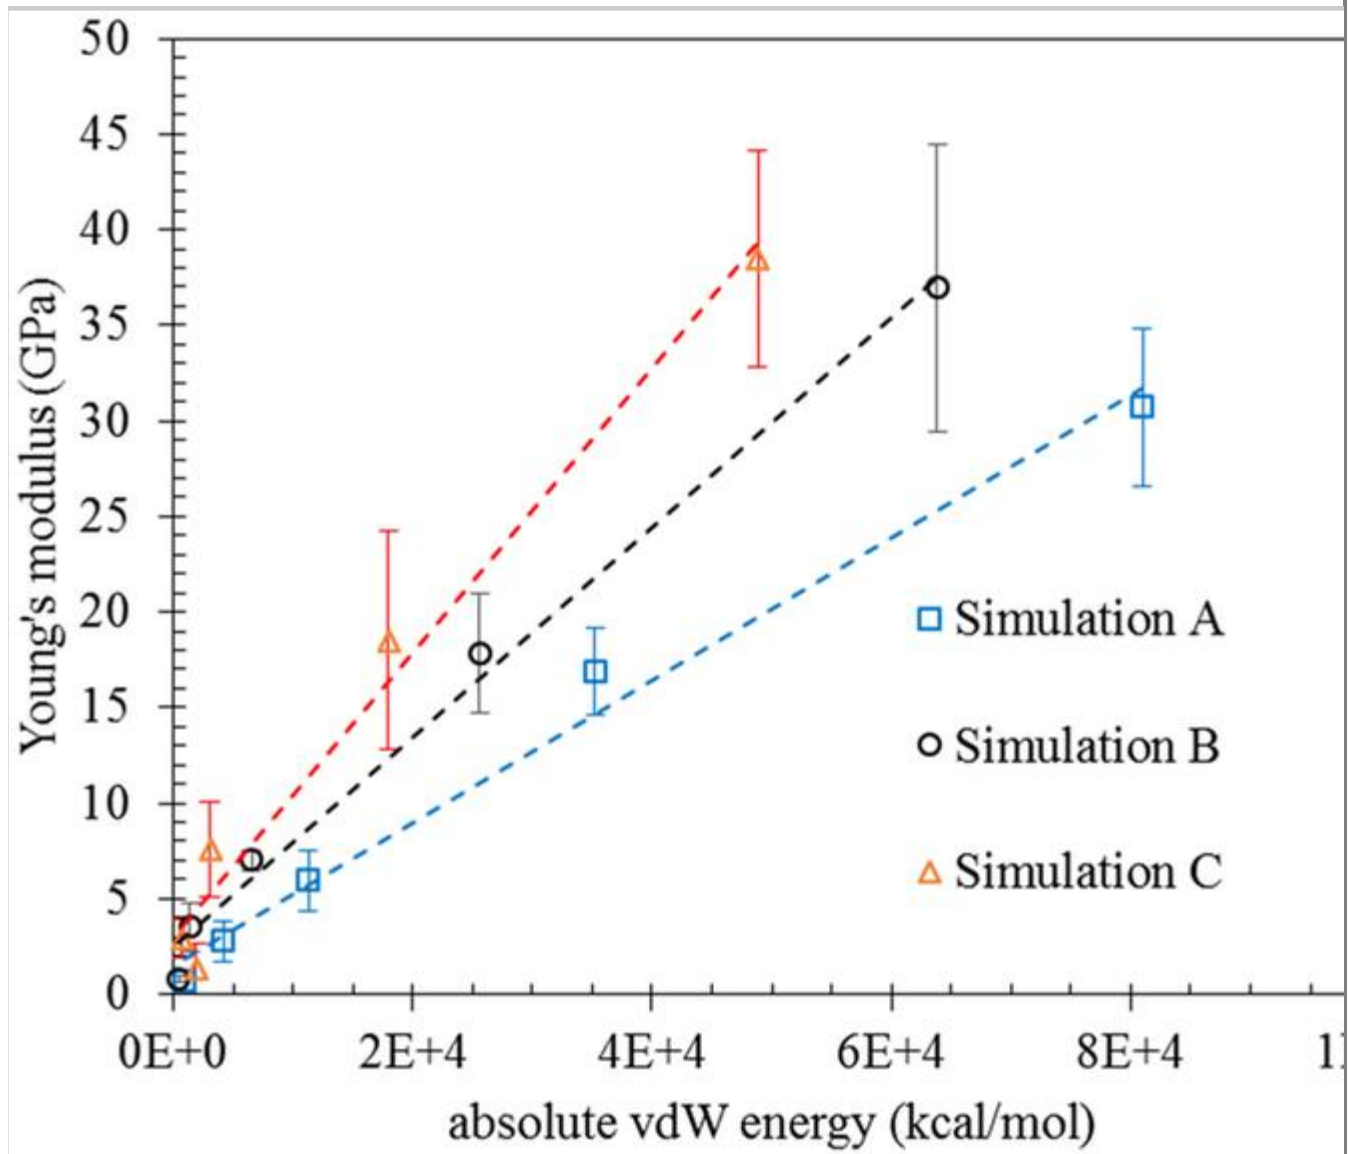 50
45
40
35
30
25
20
15
10
5
0
Young's modulus (GPa)
Simulation A
Simulation B
Simulation C
0E+0 2E+4 4E+4 6E+4 8E+4
absolute vdW energy (kcal/mol)